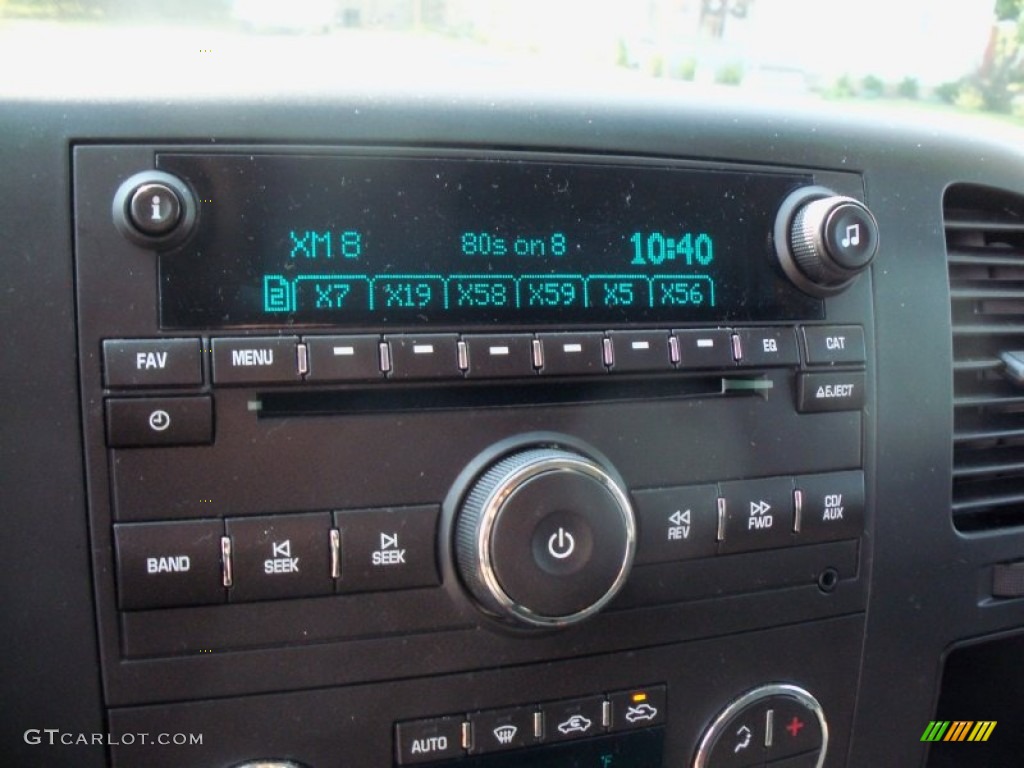 i
XM 8 80s on 8 10:40
2 X7 X19 X58 X59 X5 X56
FAV MENU EQ CAT
EJECT
BAND SEEK SEEK REV FWD CD/AUX
AUTO
°F
GTCARLOT.COM